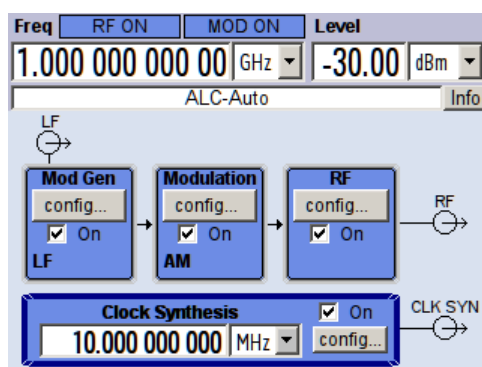 Freq RF ON MOD ON Level
1.000 000 000 00 GHz -30.00 dBm
ALC-Auto Info
LF
Mod Gen Modulation RF
config... config... config... RF
On On On
LF AM
Clock Synthesis On CLK SYN
10.000 000 000 MHz config...